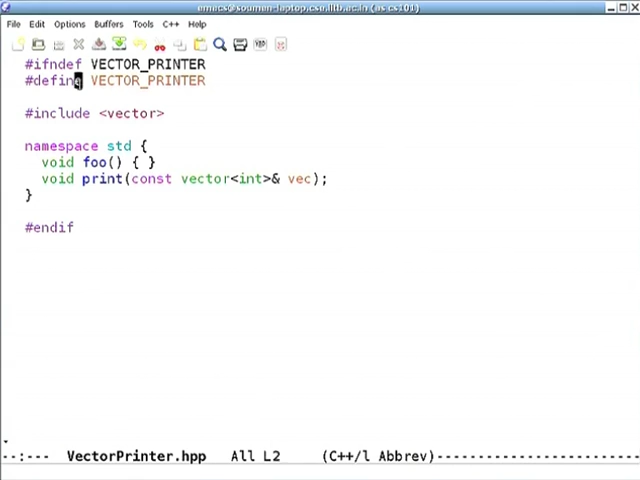 emacs@soumen-laptop.cse.iitb.ac.in (as cs101)
File Edit Options Buffers Tools C++ Help
#ifndef VECTOR_PRINTER
#define VECTOR_PRINTER
#include <vector>
namespace std {
void foo() { }
void print(const vector<int>& vec);
}
#endif
--:--- VectorPrinter.hpp All L2 (C++/l Abbrev)------------------------